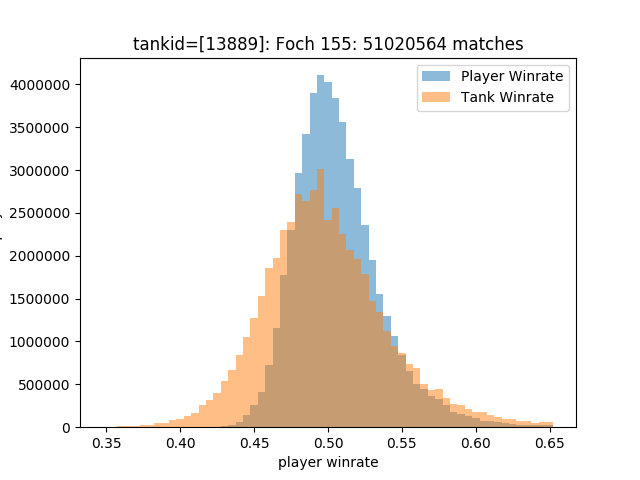 tankid=[13889]: Foch 155: 51020564 matches
Player Winrate
Tank Winrate
4000000
3500000
3000000
2500000
2000000
1500000
1000000
500000
0
0.35 0.40 0.45 0.50 0.55 0.60 0.65
player winrate